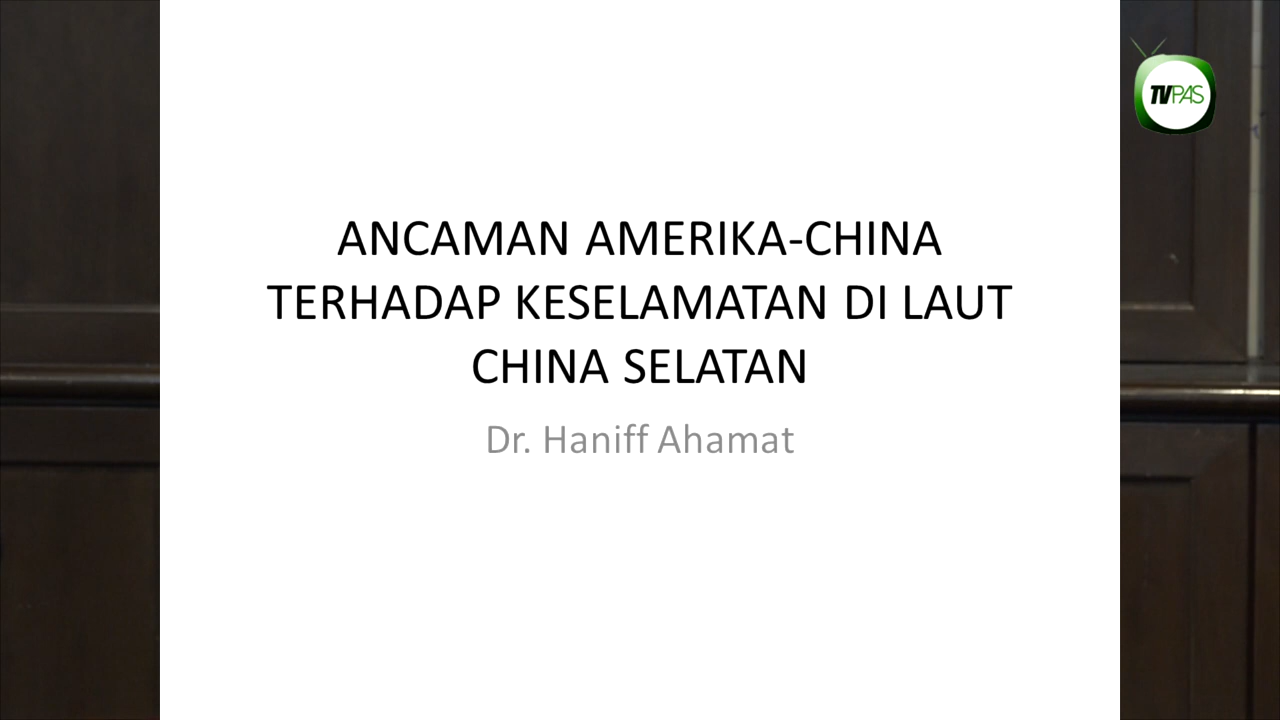 TVPAS
ANCAMAN AMERIKA-CHINA
TERHADAP KESELAMATAN DI LAUT
CHINA SELATAN
Dr. Haniff Ahamat